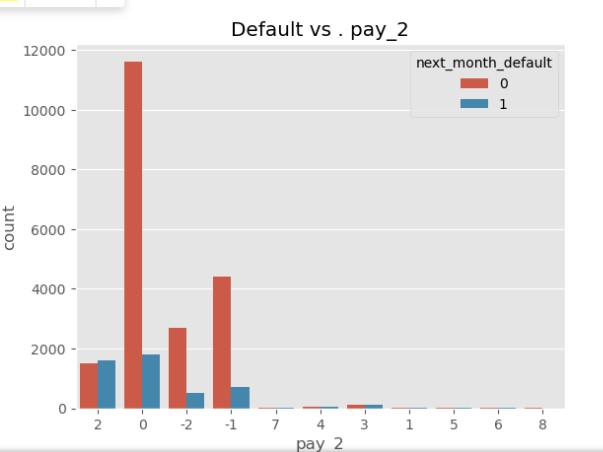 Default vs . pay_2
next_month_default
0
1
12000
10000
8000
6000
4000
2000
0
count
2 0 -2 -1 7 4 3 1 5 6 8
pay_2